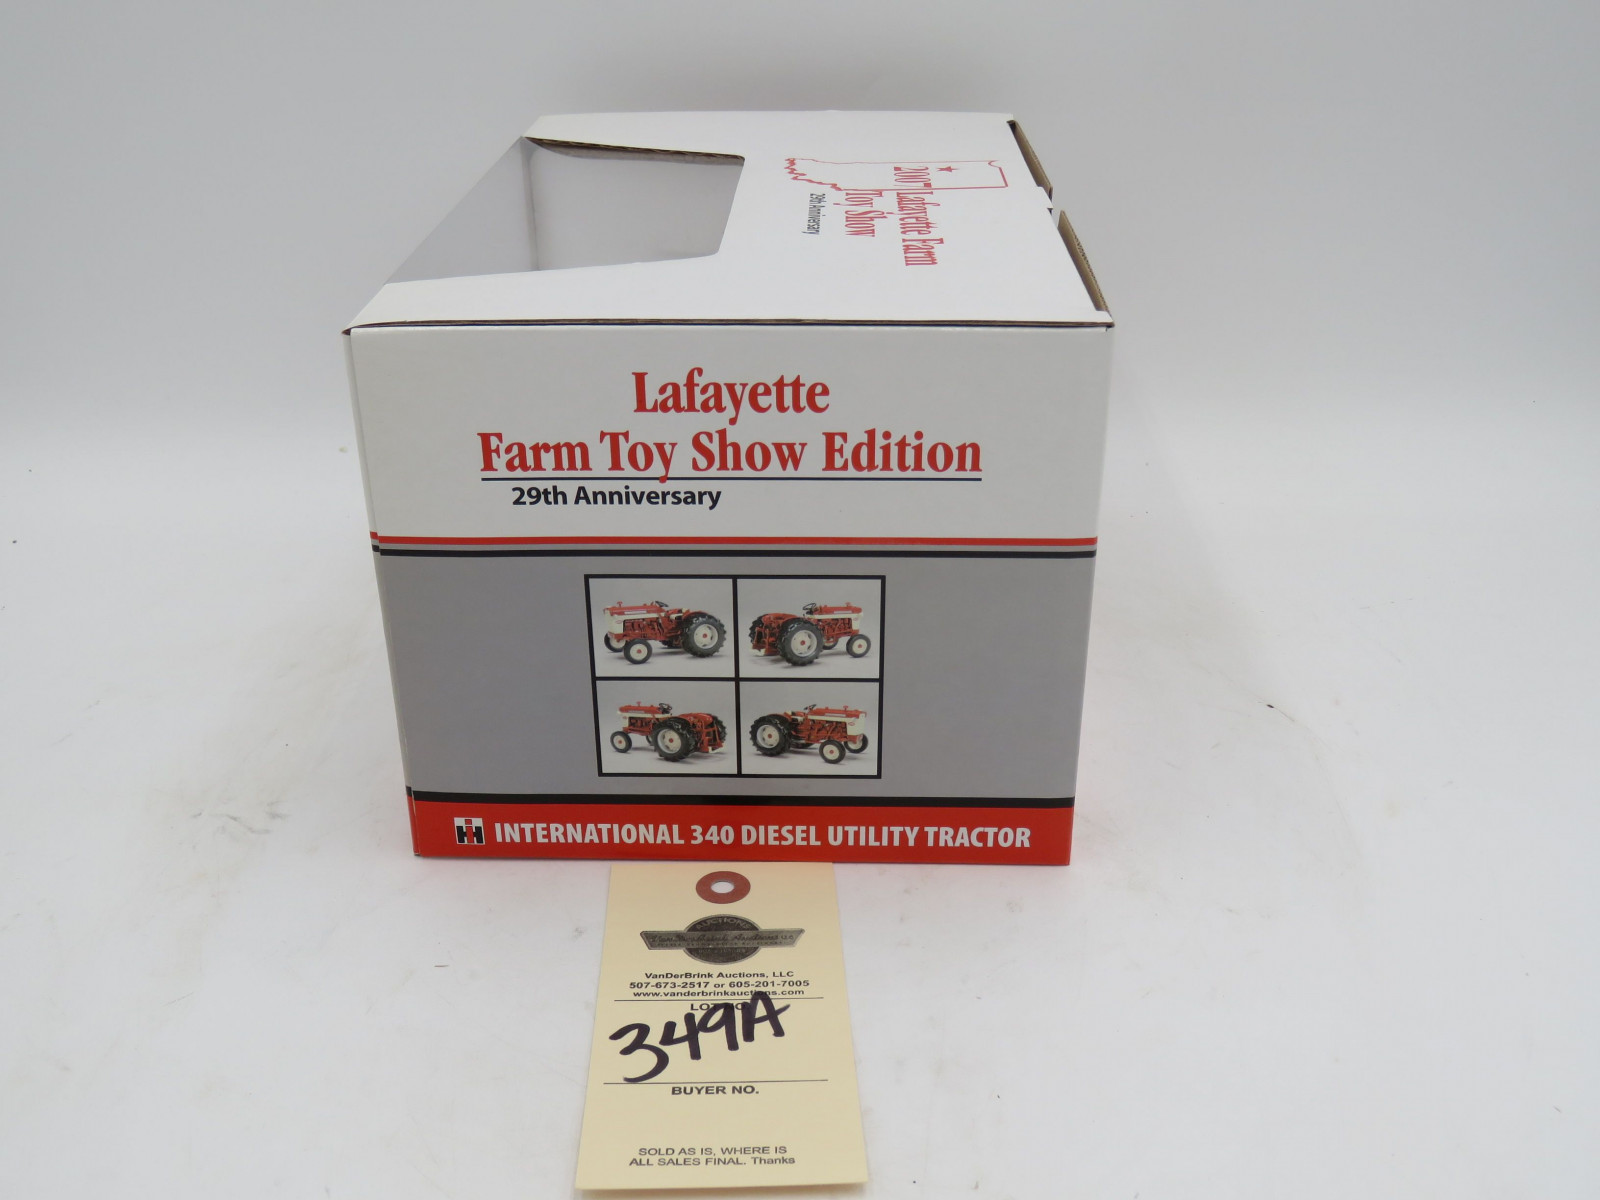 2007 Lafayette Farm
Toy Show
29th Anniversary
Lafayette
Farm Toy Show Edition
29th Anniversary
IH INTERNATIONAL 340 DIESEL UTILITY TRACTOR
AUCTIONS
VanDerBrink Auctions, LLC
507-673-2517 or 605-201-7005
www.vanderbrinkauctions.com
LOT NO.
349A
BUYER NO.
SOLD AS IS, WHERE IS
ALL SALES FINAL. Thanks